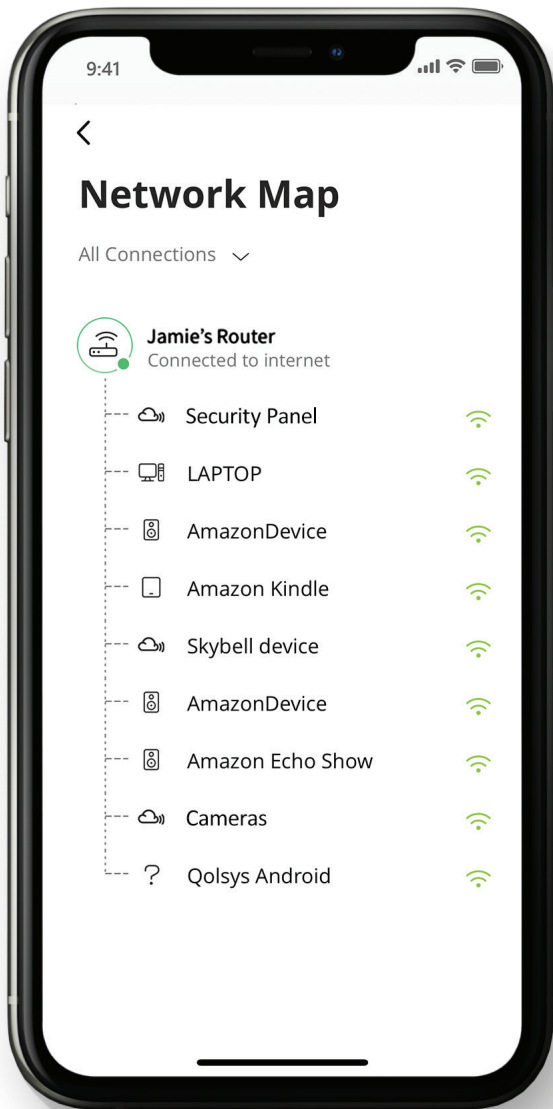 9:41
Network Map
All Connections
Jamie's Router
Connected to internet
Security Panel
LAPTOP
AmazonDevice
Amazon Kindle
Skybell device
AmazonDevice
Amazon Echo Show
Cameras
? Qolsys Android